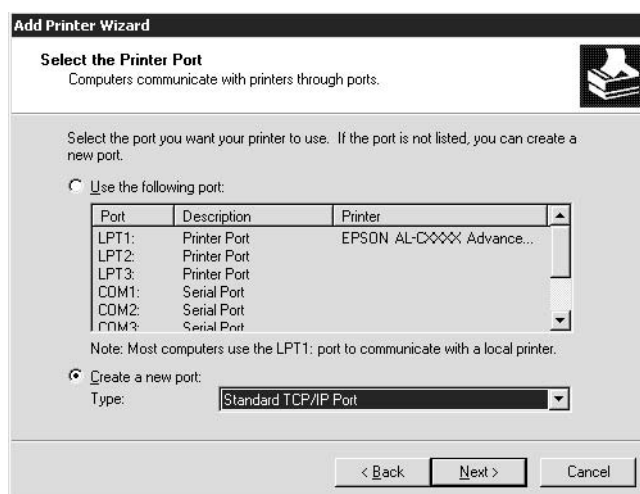 Add Printer Wizard
Select the Printer Port
Computers communicate with printers through ports.
Select the port you want your printer to use. If the port is not listed, you can create a
new port.
Use the following port:
Port Description Printer
LPT1: Printer Port EPSON AL-CXXXX Advance...
LPT2: Printer Port
LPT3: Printer Port
COM1: Serial Port
COM2: Serial Port
COM3: Serial Port
Note: Most computers use the LPT1: port to communicate with a local printer.
Create a new port:
Type: Standard TCP/IP Port
< Back Next > Cancel